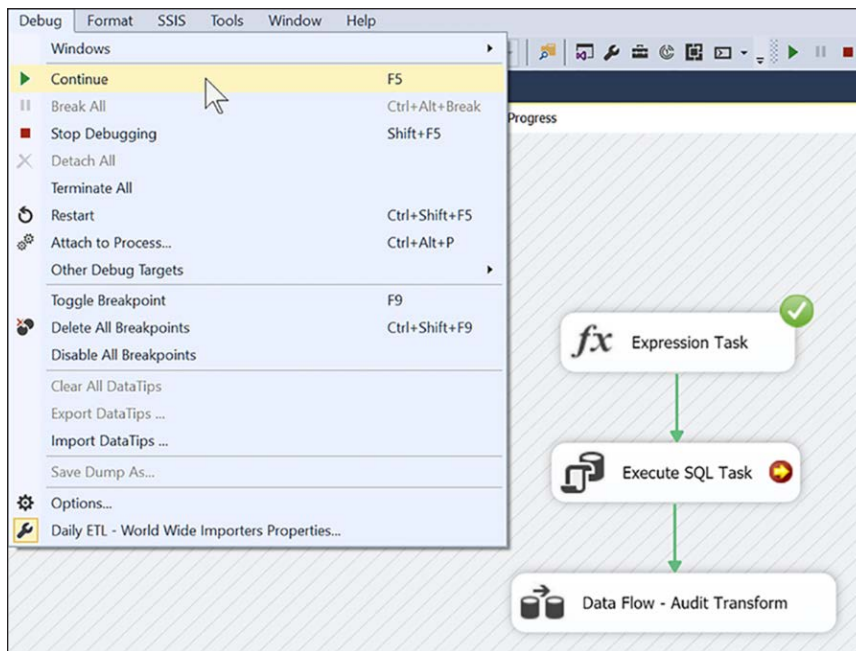 Debug Format SSIS Tools Window Help
Windows
Continue F5
Break All Ctrl+Alt+Break
Stop Debugging Shift+F5
Detach All
Terminate All
Restart Ctrl+Shift+F5
Attach to Process... Ctrl+Alt+P
Other Debug Targets
Toggle Breakpoint F9
Delete All Breakpoints Ctrl+Shift+F9
Disable All Breakpoints
Clear All DataTips
Export DataTips ...
Import DataTips ...
Save Dump As...
Options...
Daily ETL - World Wide Importers Properties...
Progress
fx Expression Task
Execute SQL Task
Data Flow - Audit Transform